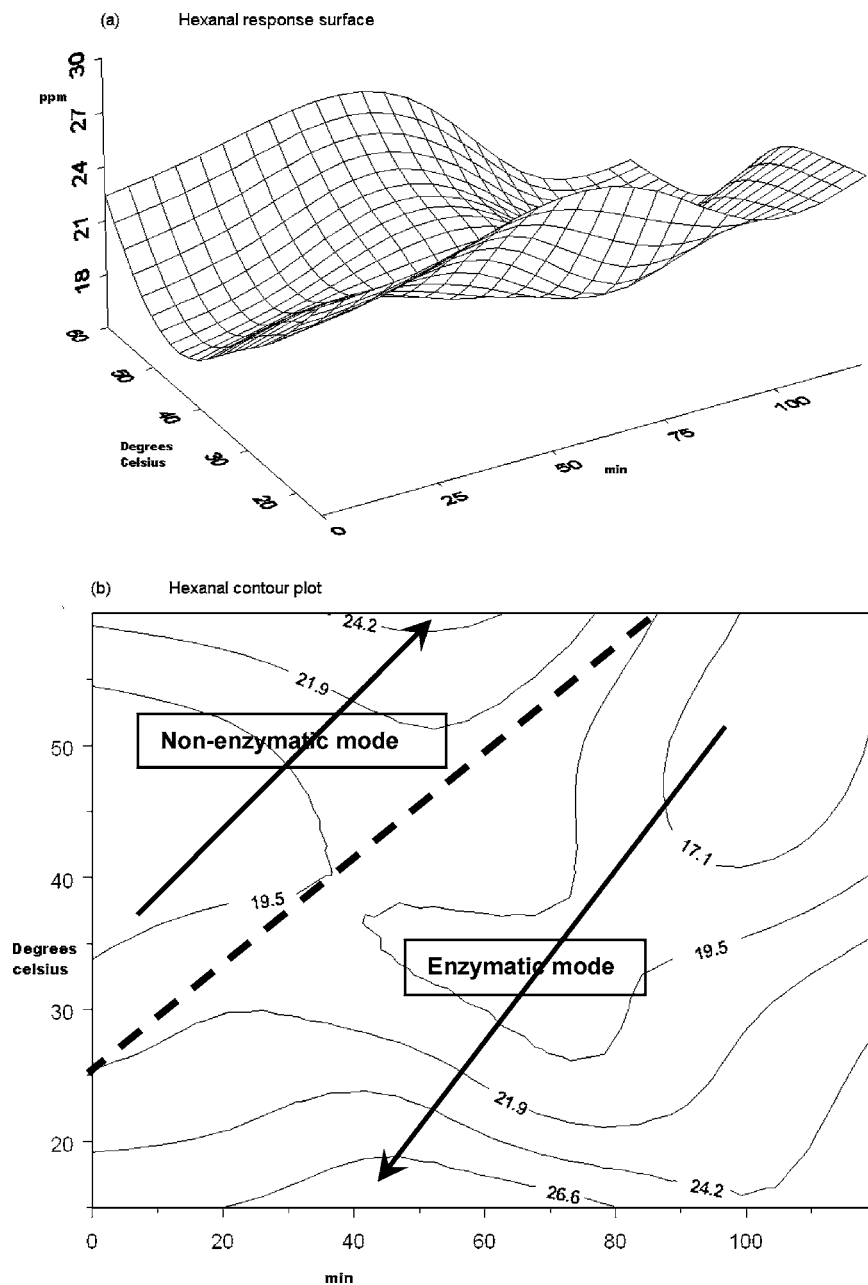 (a) Hexanal response surface
ppm
30
27
24
21
18
60
50
40
30
20
Degrees
Celsius
0
25
50
75
100
min
(b) Hexanal contour plot
24.2
21.9
Non-enzymatic mode
50
17.1
40
19.5
Degrees
celsius
19.5
Enzymatic mode
30
21.9
20
24.2
26.6
0 20 40 60 80 100
min